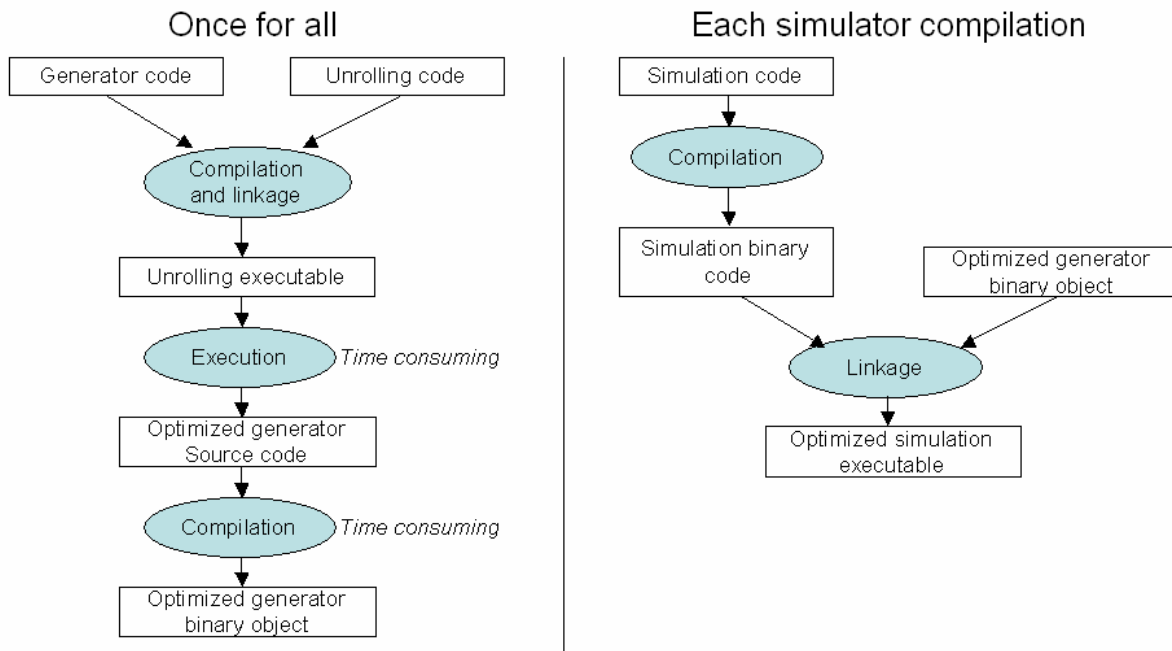 Once for all
Generator code
Unrolling code
Compilation
and linkage
Unrolling executable
Execution
Time consuming
Optimized generator
Source code
Compilation
Time consuming
Optimized generator
binary object
Each simulator compilation
Simulation code
Compilation
Simulation binary
code
Optimized generator
binary object
Linkage
Optimized simulation
executable